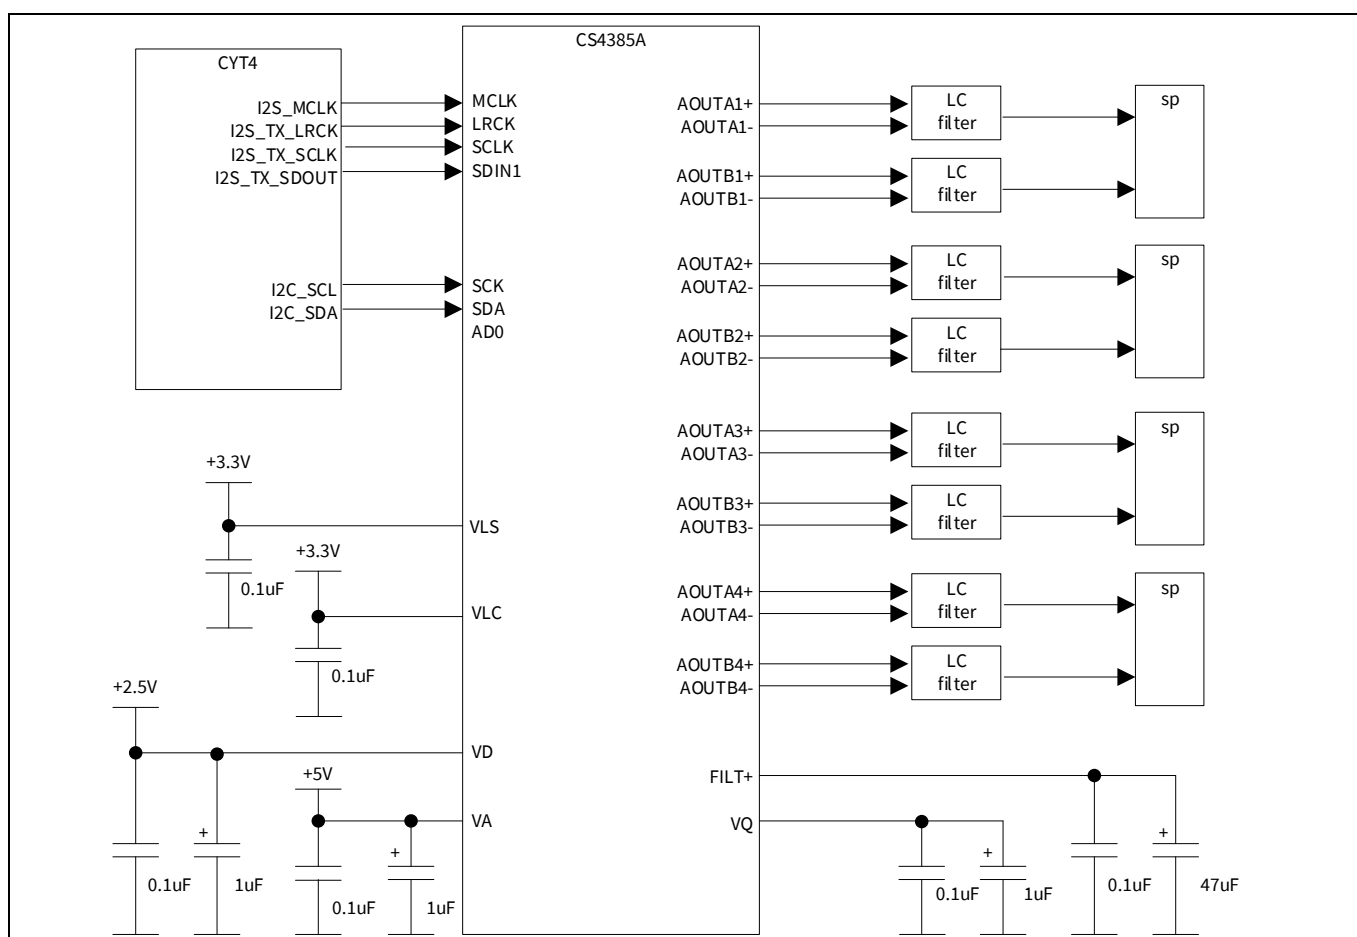 CS4385A
CYT4
I2S_MCLK
I2S_TX_LRCK
I2S_TX_SCLK
I2S_TX_SDOUT
I2C_SCL
I2C_SDA
MCLK
LRCK
SCLK
SDIN1
SCK
SDA
AD0
+3.3V
VLS
0.1uF
+3.3V
VLC
0.1uF
+2.5V
VD
0.1uF
1uF
+
+5V
VA
0.1uF
1uF
+
AOUTA1+
AOUTA1-
LC
filter
AOUTB1+
AOUTB1-
LC
filter
sp
AOUTA2+
AOUTA2-
LC
filter
AOUTB2+
AOUTB2-
LC
filter
sp
AOUTA3+
AOUTA3-
LC
filter
AOUTB3+
AOUTB3-
LC
filter
sp
AOUTA4+
AOUTA4-
LC
filter
AOUTB4+
AOUTB4-
LC
filter
sp
FILT+
VQ
0.1uF
+
1uF
0.1uF
+
47uF